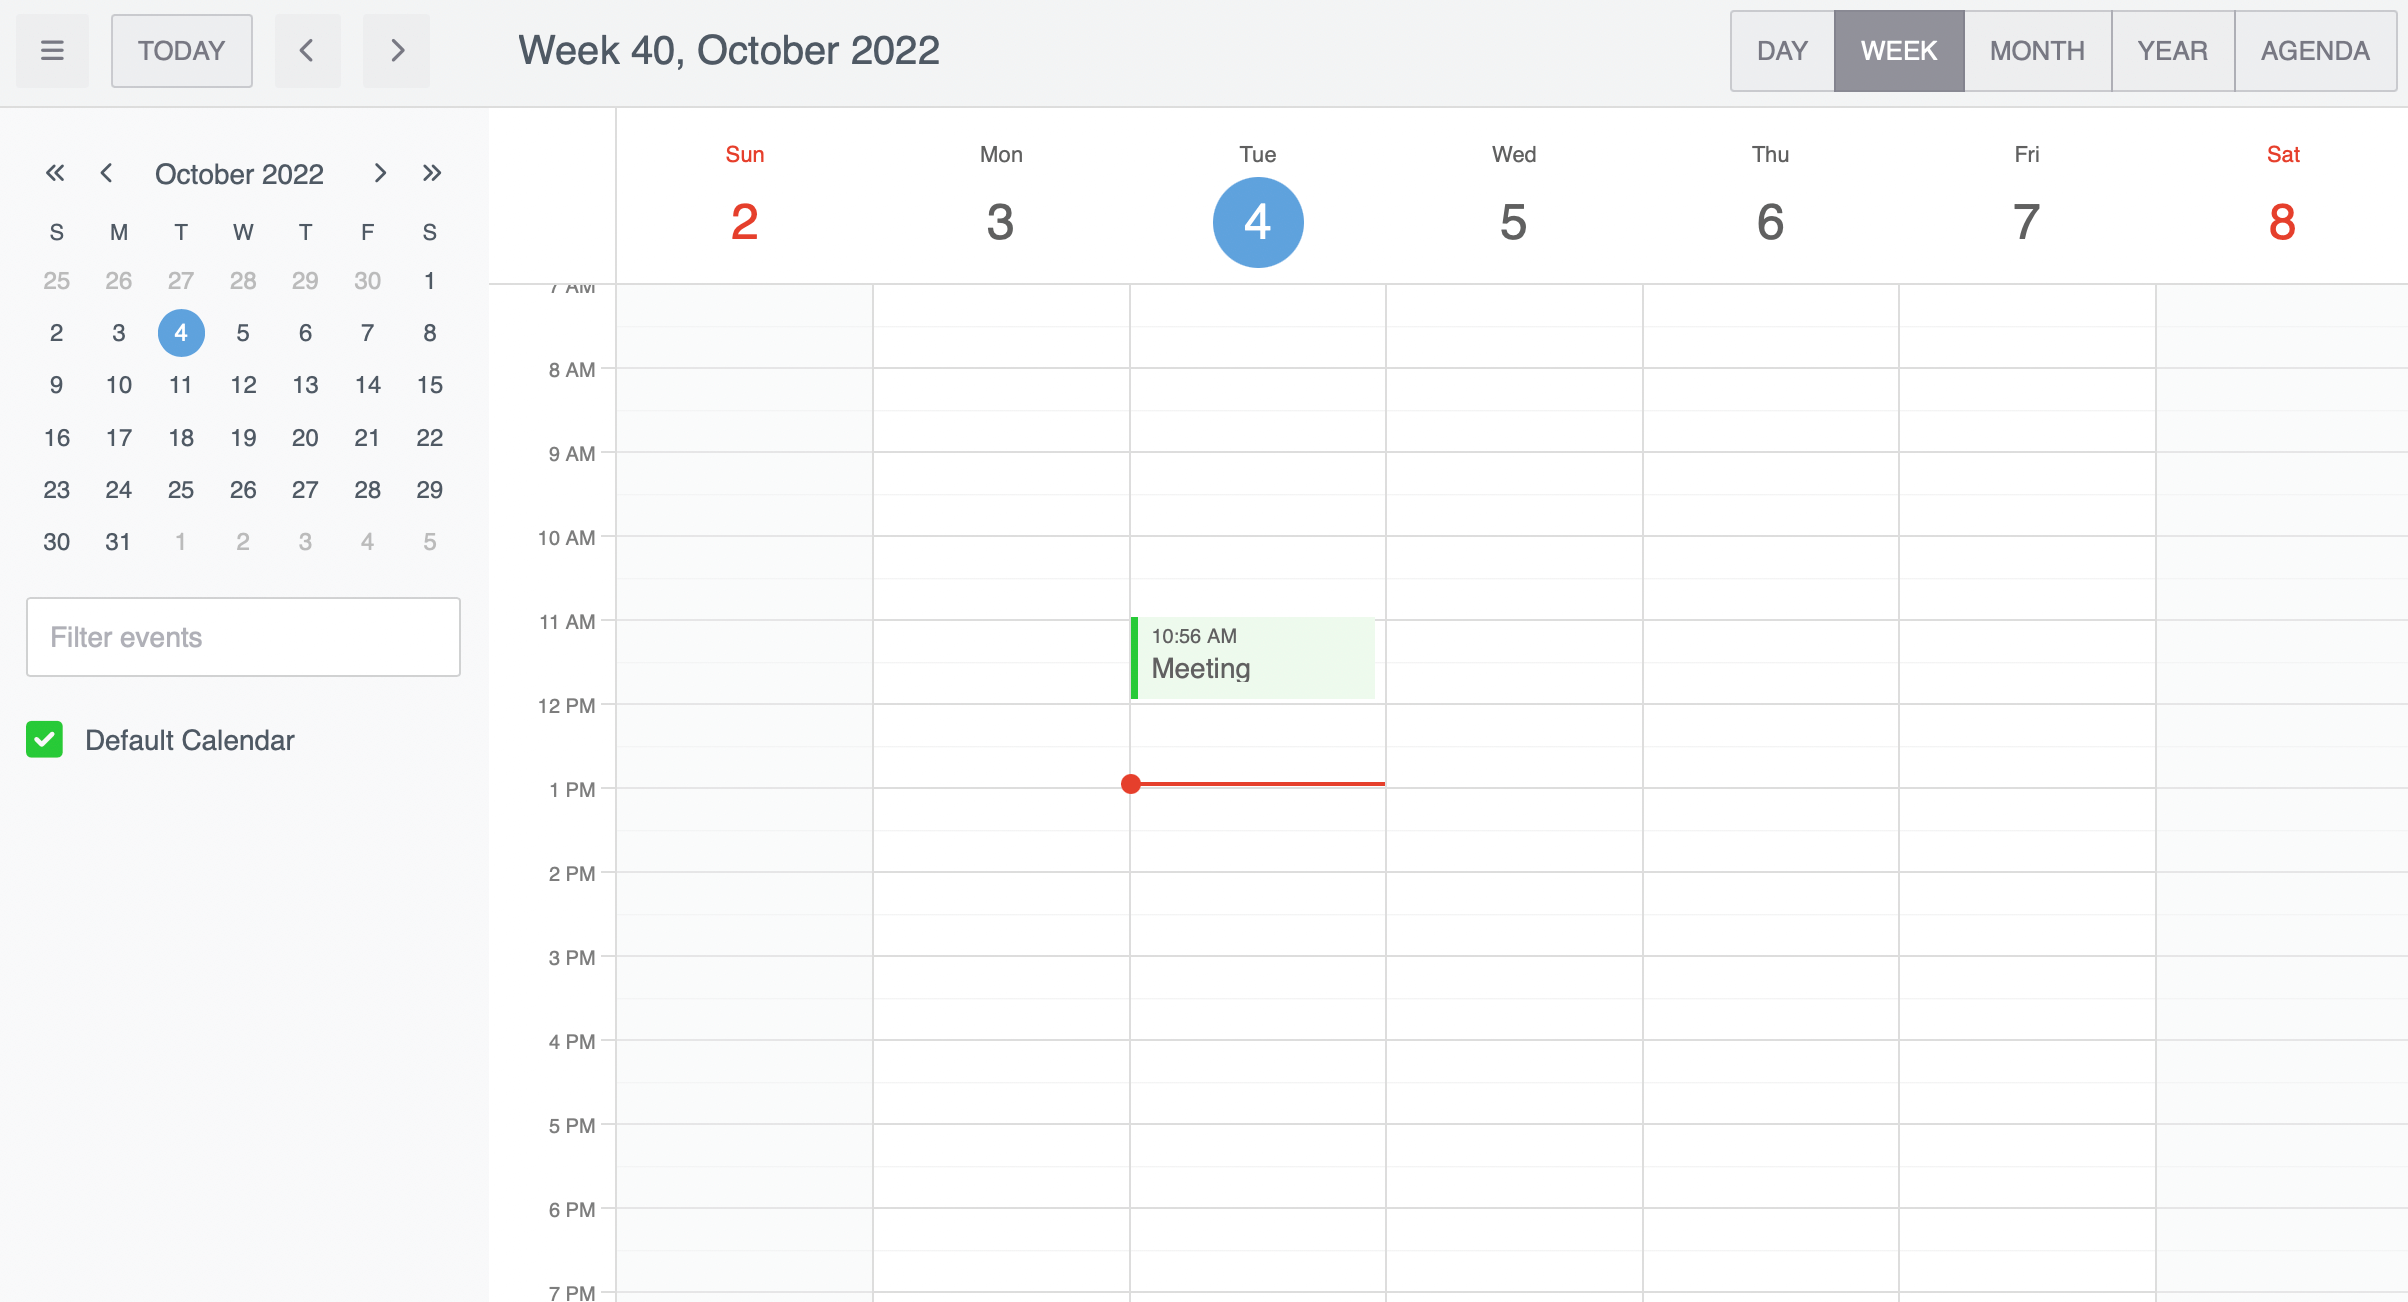 TODAY
Week 40, October 2022
DAY WEEK MONTH YEAR AGENDA
October 2022
S M T W T F S
25 26 27 28 29 30 1
2 3 4 5 6 7 8
9 10 11 12 13 14 15
16 17 18 19 20 21 22
23 24 25 26 27 28 29
30 31 1 2 3 4 5
Filter events
Default Calendar
Sun Mon Tue Wed Thu Fri Sat
2 3 4 5 6 7 8
7 AM
8 AM
9 AM
10 AM
11 AM
10:56 AM
Meeting
12 PM
1 PM
2 PM
3 PM
4 PM
5 PM
6 PM
7 PM